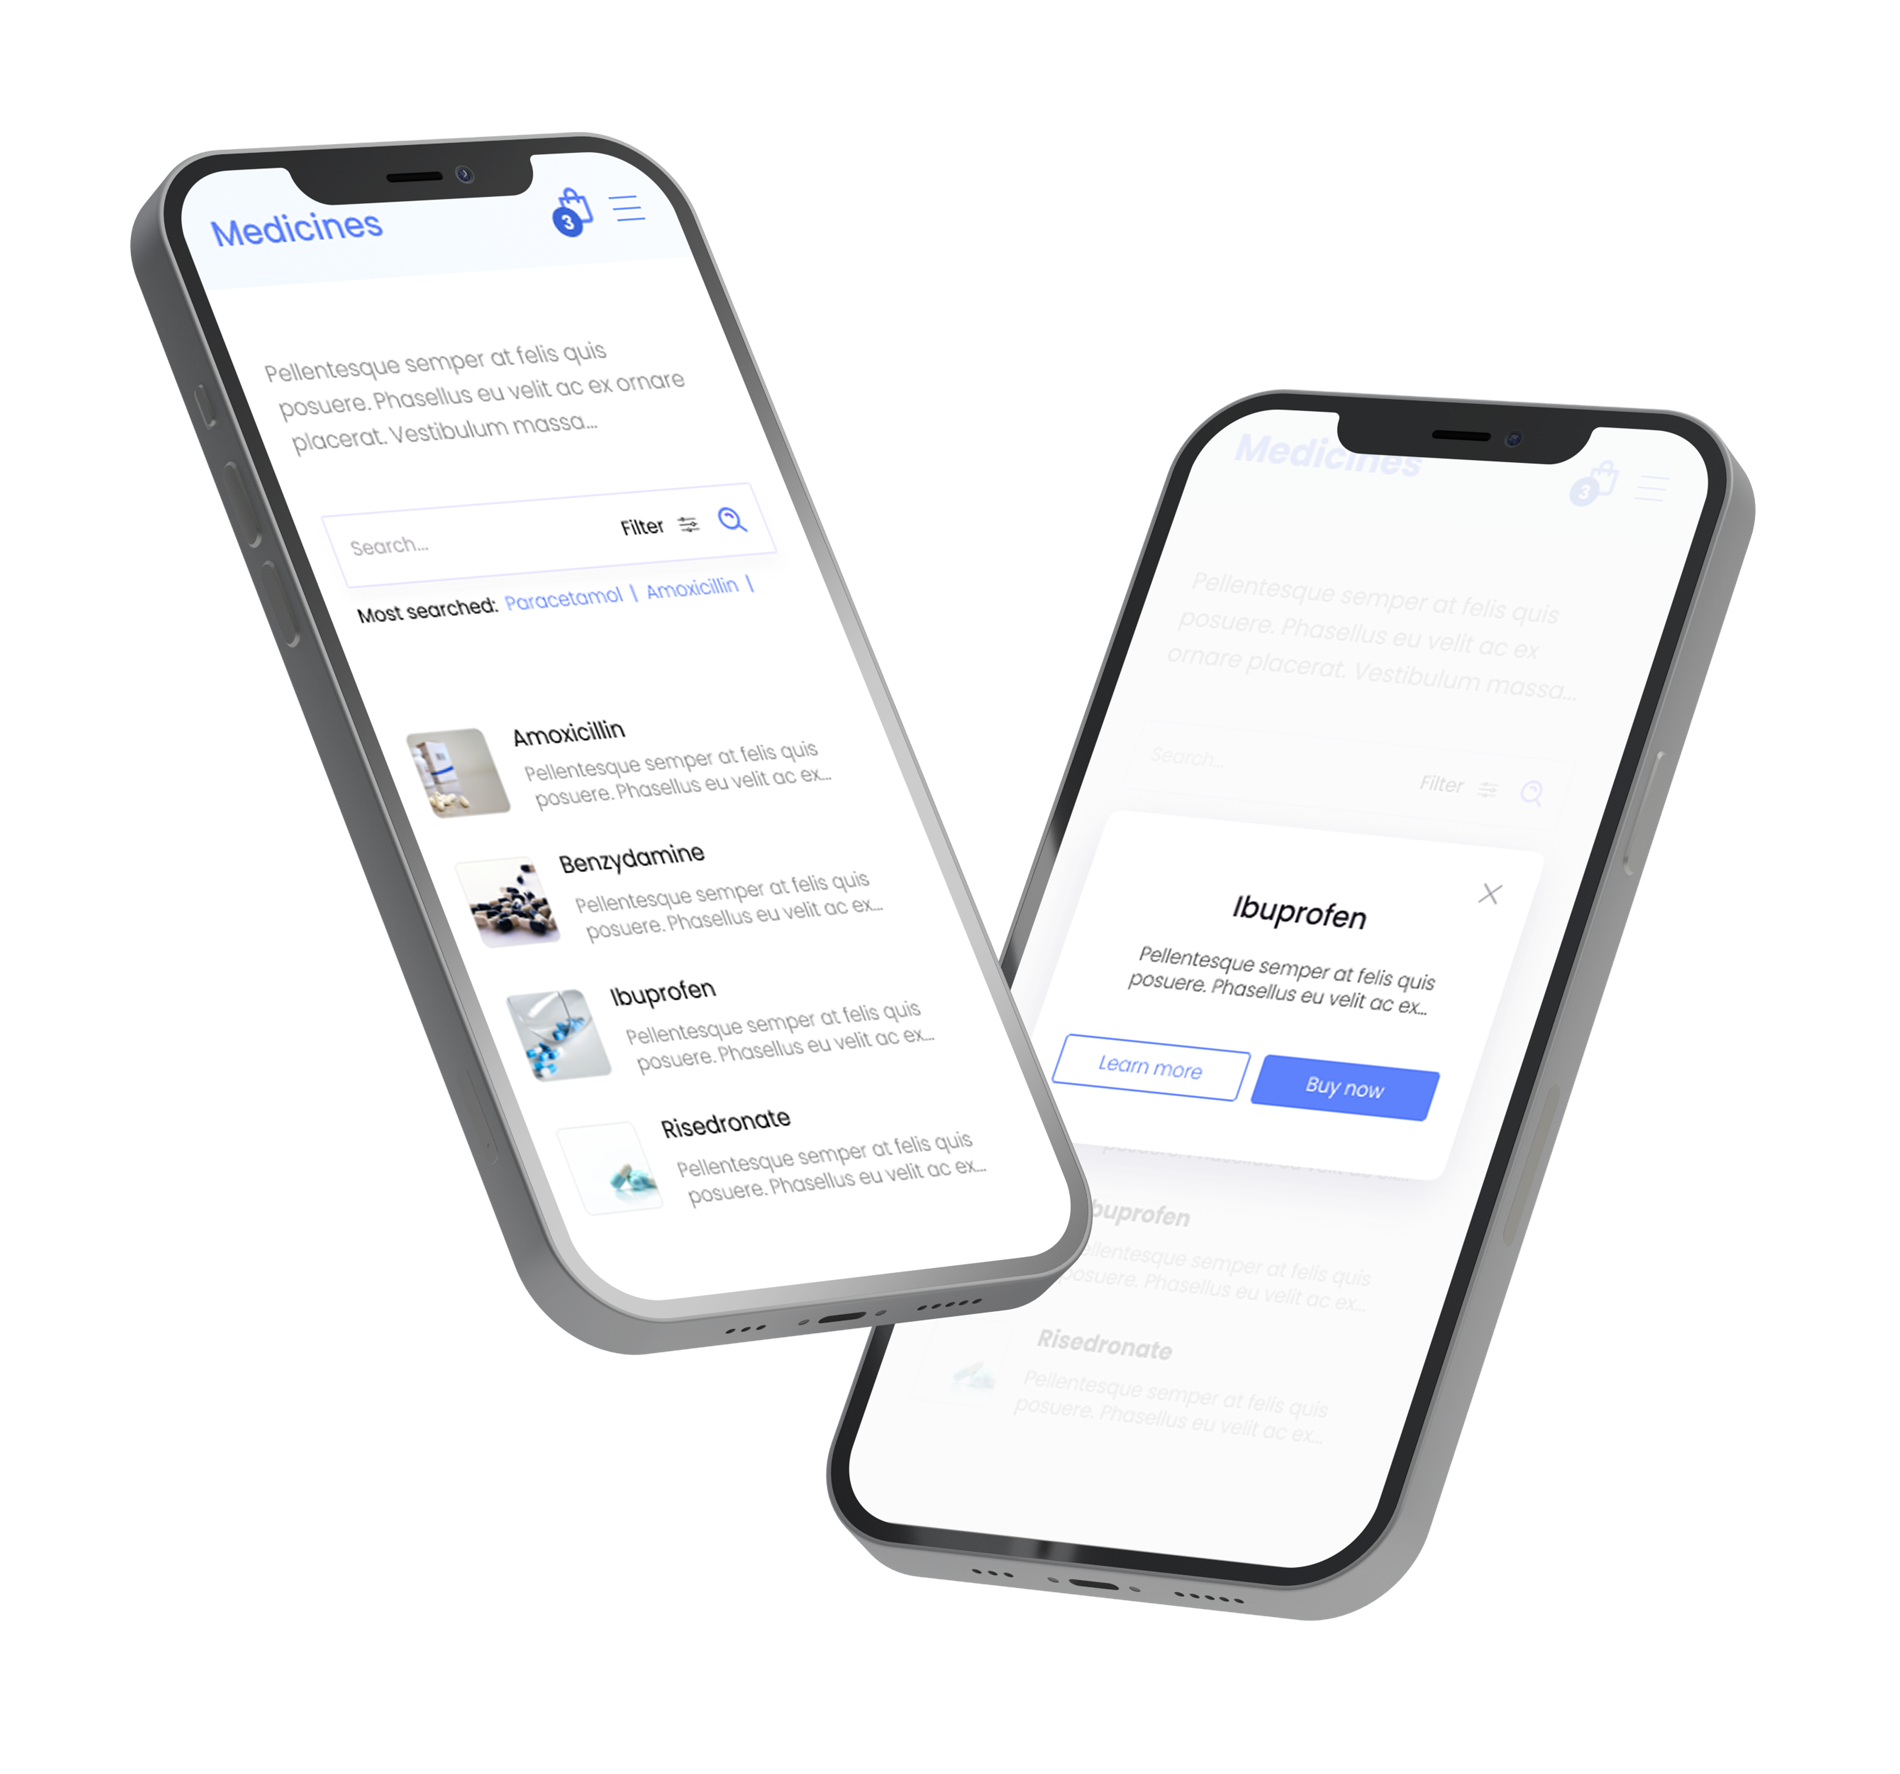 Medicines
3
Pellentesque semper at felis quis
posuere. Phasellus eu velit ac ex ornare
placerat. Vestibulum massa...
Search...
Filter
Most searched: Paracetamol | Amoxicillin |
Amoxicillin
Pellentesque semper at felis quis
posuere. Phasellus eu velit ac ex...
Benzydamine
Pellentesque semper at felis quis
posuere. Phasellus eu velit ac ex...
Ibuprofen
Pellentesque semper at felis quis
posuere. Phasellus eu velit ac ex...
Risedronate
Pellentesque semper at felis quis
posuere. Phasellus eu velit ac ex...
Medicines
3
Pellentesque semper at felis quis
posuere. Phasellus eu velit ac ex
ornare placerat. Vestibulum massa...
Search...
Filter
Ibuprofen
Pellentesque semper at felis quis
posuere. Phasellus eu velit ac ex...
Learn more
Buy now
buprofen
llentesque semper at felis quis
posuere. Phasellus eu velit ac ex...
Risedronate
Pellentesque semper at felis quis
posuere. Phasellus eu velit ac ex...